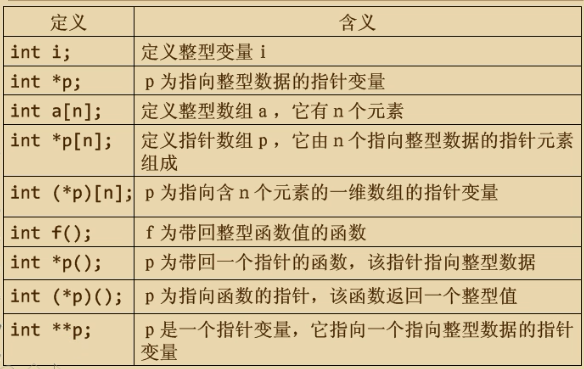 定义 含义
int i; 定义整型变量 i
int *p; p 为指向整型数据的指针变量
int a[n]; 定义整型数组 a，它有 n 个元素
int *p[n]; 定义指针数组 p，它由 n 个指向整型数据的指针元素
组成
int (*p)[n]; p 为指向含 n 个元素的一维数组的指针变量
int f(); f 为带回整型函数值的函数
int *p(); p 为带回一个指针的函数，该指针指向整型数据
int (*p)(); p 为指向函数的指针，该函数返回一个整型值
int **p; p 是一个指针变量，它指向一个指向整型数据的指针
变量